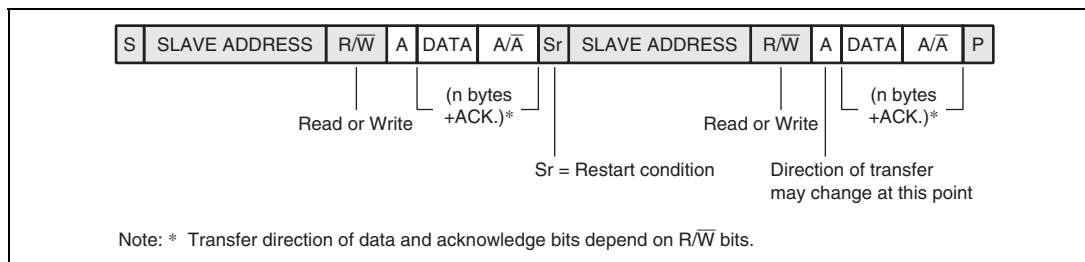 S SLAVE ADDRESS R/W̅ A DATA A/A̅ Sr SLAVE ADDRESS R/W̅ A DATA A/A̅ P
(n bytes (n bytes
Read or Write +ACK.)* Read or Write +ACK.)*
Sr = Restart condition Direction of transfer
may change at this point
Note: * Transfer direction of data and acknowledge bits depend on R/W̅ bits.